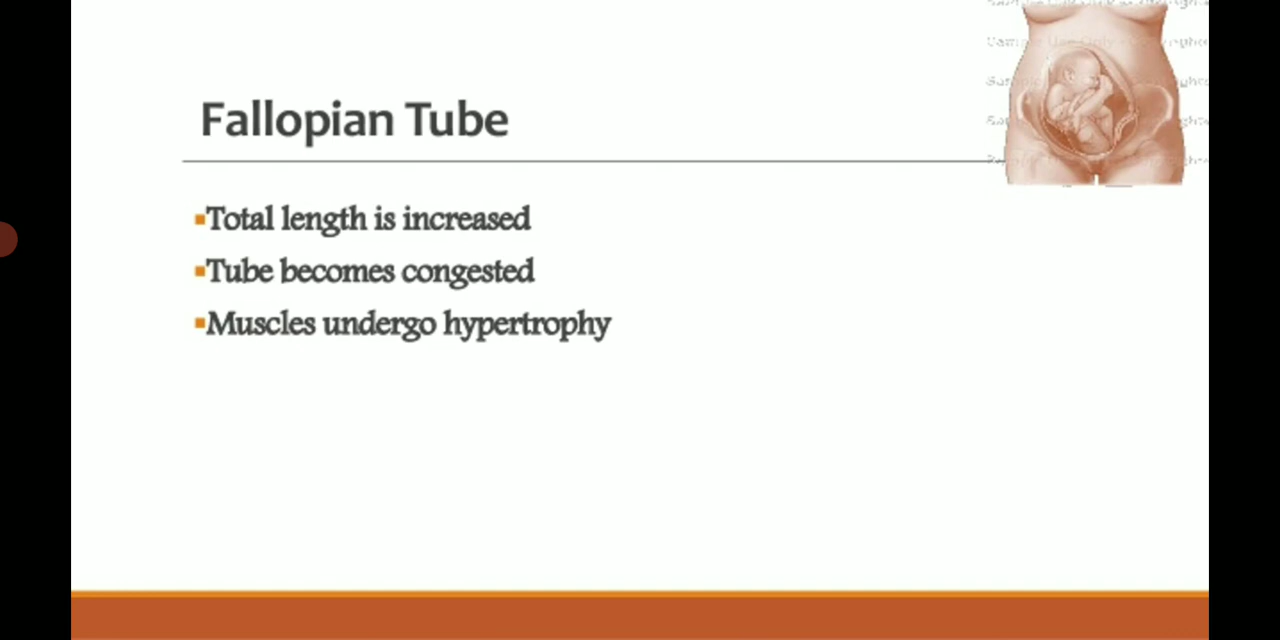 Fallopian Tube
Total length is increased
Tube becomes congested
Muscles undergo hypertrophy